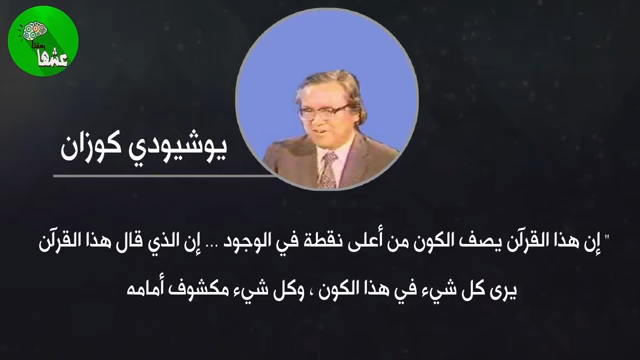 عشها
يوشيودي كوزان
" إن هذا القرآن يصف الكون من أعلى نقطة في الوجود ... إن الذي قال هذا القرآن
يرى كل شيء في هذا الكون ، وكل شيء مكشوف أمامه